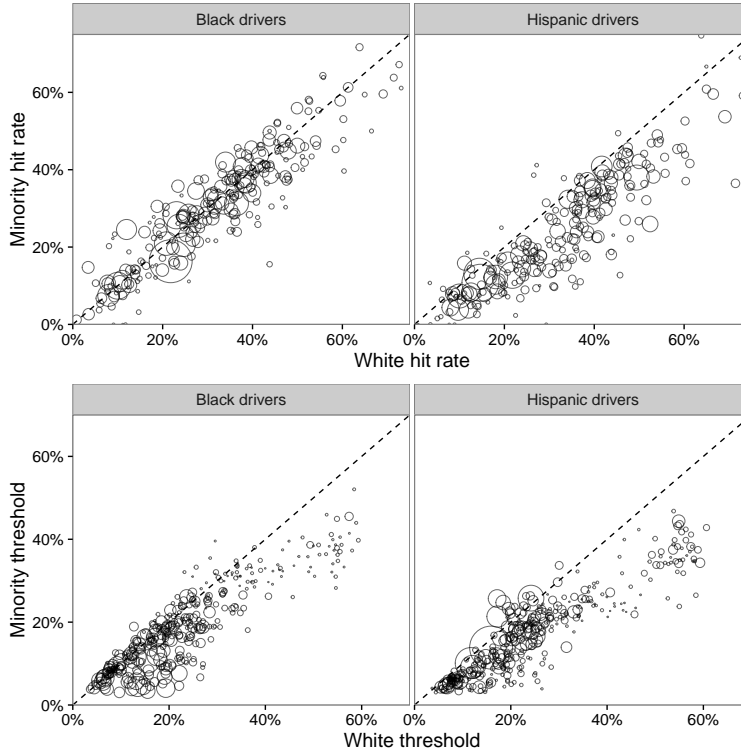 Black drivers
Hispanic drivers
Minority hit rate
60%
40%
20%
0%
0% 20% 40% 60% 0% 20% 40% 60%
White hit rate
Black drivers
Hispanic drivers
Minority threshold
60%
40%
20%
0%
0% 20% 40% 60% 0% 20% 40% 60%
White threshold